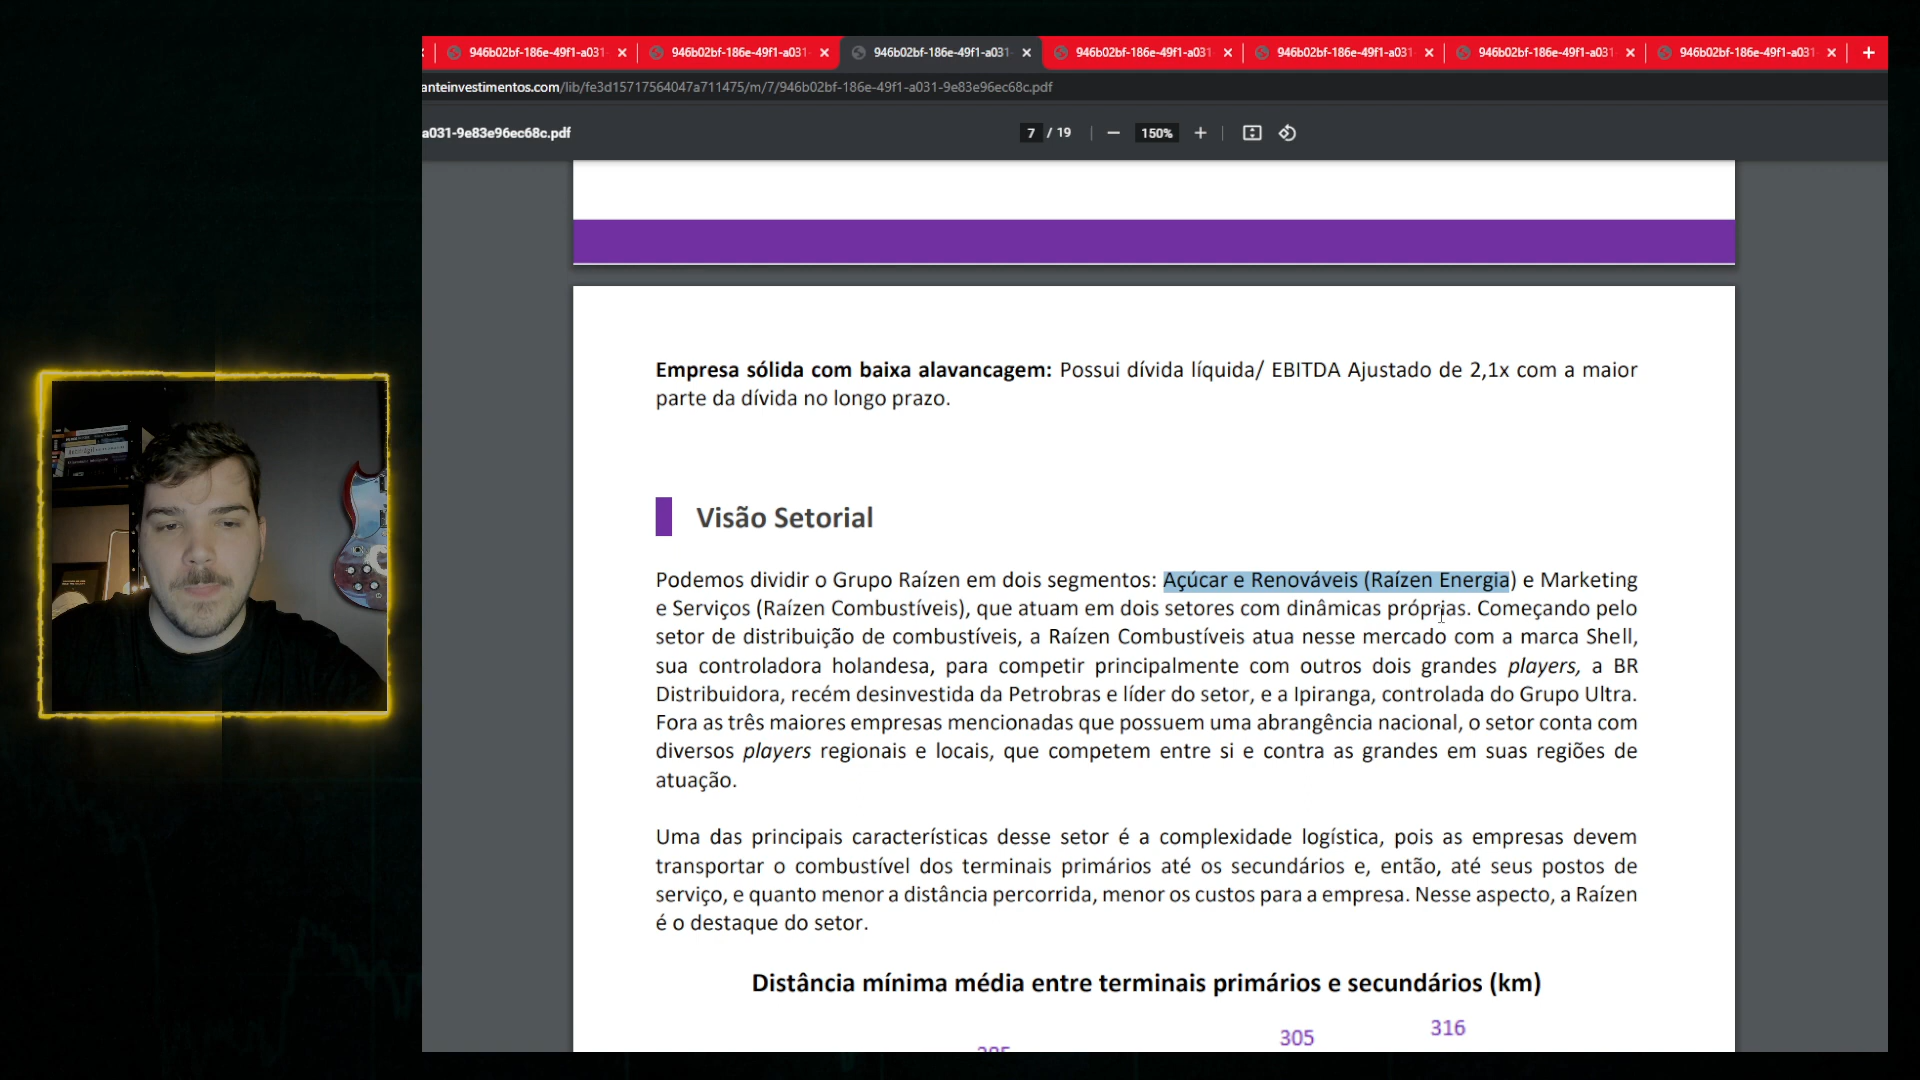 946b02bf-186e-49f1-a031- 946b02bf-186e-49f1-a031- 946b02bf-186e-49f1-a031- 946b02bf-186e-49f1-a031- 946b02bf-186e-49f1-a031 946b02bf-186e-49f1-a031- 946b02bf-186e-49f1-a031
anteinvestimentos.com/lib/fe3d15717564047a711475/m/7/946b02bf-186e-49f1-a031-9e83e96ec68c.pdf
a031-9e83e96ec68c.pdf 7 / 19 150%
Empresa sólida com baixa alavancagem: Possui dívida líquida/ EBITDA Ajustado de 2,1x com a maior
parte da dívida no longo prazo.
Visão Setorial
Podemos dividir o Grupo Raízen em dois segmentos: Açúcar e Renováveis (Raízen Energia) e Marketing
e Serviços (Raízen Combustíveis), que atuam em dois setores com dinâmicas próprias. Começando pelo
setor de distribuição de combustíveis, a Raízen Combustíveis atua nesse mercado com a marca Shell,
sua controladora holandesa, para competir principalmente com outros dois grandes players, a BR
Distribuidora, recém desinvestida da Petrobras e líder do setor, e a Ipiranga, controlada do Grupo Ultra.
Fora as três maiores empresas mencionadas que possuem uma abrangência nacional, o setor conta com
diversos players regionais e locais, que competem entre si e contra as grandes em suas regiões de
atuação.
Uma das principais características desse setor é a complexidade logística, pois as empresas devem
transportar o combustível dos terminais primários até os secundários e, então, até seus postos de
serviço, e quanto menor a distância percorrida, menor os custos para a empresa. Nesse aspecto, a Raízen
é o destaque do setor.
Distância mínima média entre terminais primários e secundários (km)
316
305